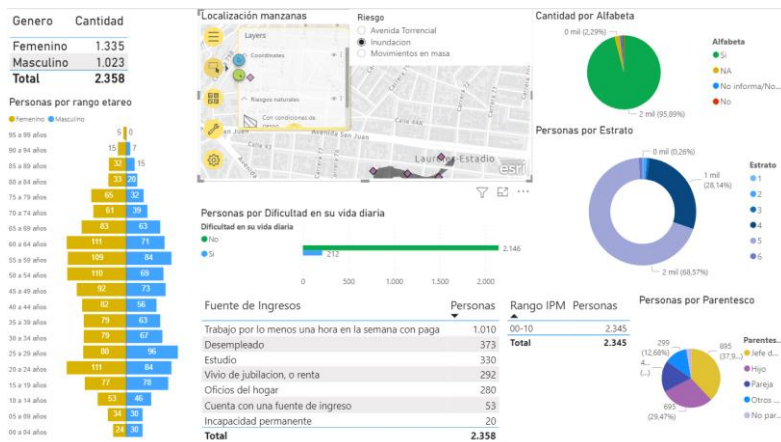 Genero Cantidad
Femenino 1.335
Masculino 1.023
Total 2.358
Personas por rango etareo
Femenino Masculino
95 a 99 años 5 0
90 a 94 años 15 7
85 a 89 años 32 15
80 a 84 años 33 20
75 a 79 años 65 32
70 a 74 años 61 39
65 a 69 años 83 63
60 a 64 años 111 71
55 a 59 años 109 84
50 a 54 años 110 69
45 a 49 años 92 73
40 a 44 años 82 56
35 a 39 años 79 63
30 a 34 años 79 67
25 a 29 años 80 96
20 a 24 años 111 84
15 a 19 años 77 78
10 a 14 años 53 46
05 a 09 años 34 30
00 a 04 años 24 30
Localización manzanas
Layers
Coordinates
Riesgos naturales
Con condiciones de
Avenida San Juan
Calle 43
Calle 48
Carrera 73
Laureles-Estadio
esri
Riesgo
Avenida Torrencial
Inundacion
Movimientos en masa
Personas por Dificultad en su vida diaria
Dificultad en su vida diaria
No
Si
2.146
212
0 500 1.000 1.500 2.000
Fuente de Ingresos Personas
Trabajo por lo menos una hora en la semana con paga 1.010
Desempleado 373
Estudio 330
Vivio de jubilacion, o renta 292
Oficios del hogar 280
Cuenta con una fuente de ingreso 53
Incapacidad permanente 20
Total 2.358
Rango IPM Personas
00-10 2.345
Total 2.345
Cantidad por Alfabeta
0 mil (2,29%)
2 mil (95,89%)
Alfabeta
Si
NA
No informa/No...
No
Personas por Estrato
0 mil (0,26%)
1 mil
(28,14%)
2 mil (68,57%)
Estrato
1
2
3
4
5
6
Personas por Parentesco
299
(12,68%)
4...
(...)
695
(29,47%)
895
(37,9...)
Parentes...
Jefe d...
Hijo
Pareja
Otros ...
No par...